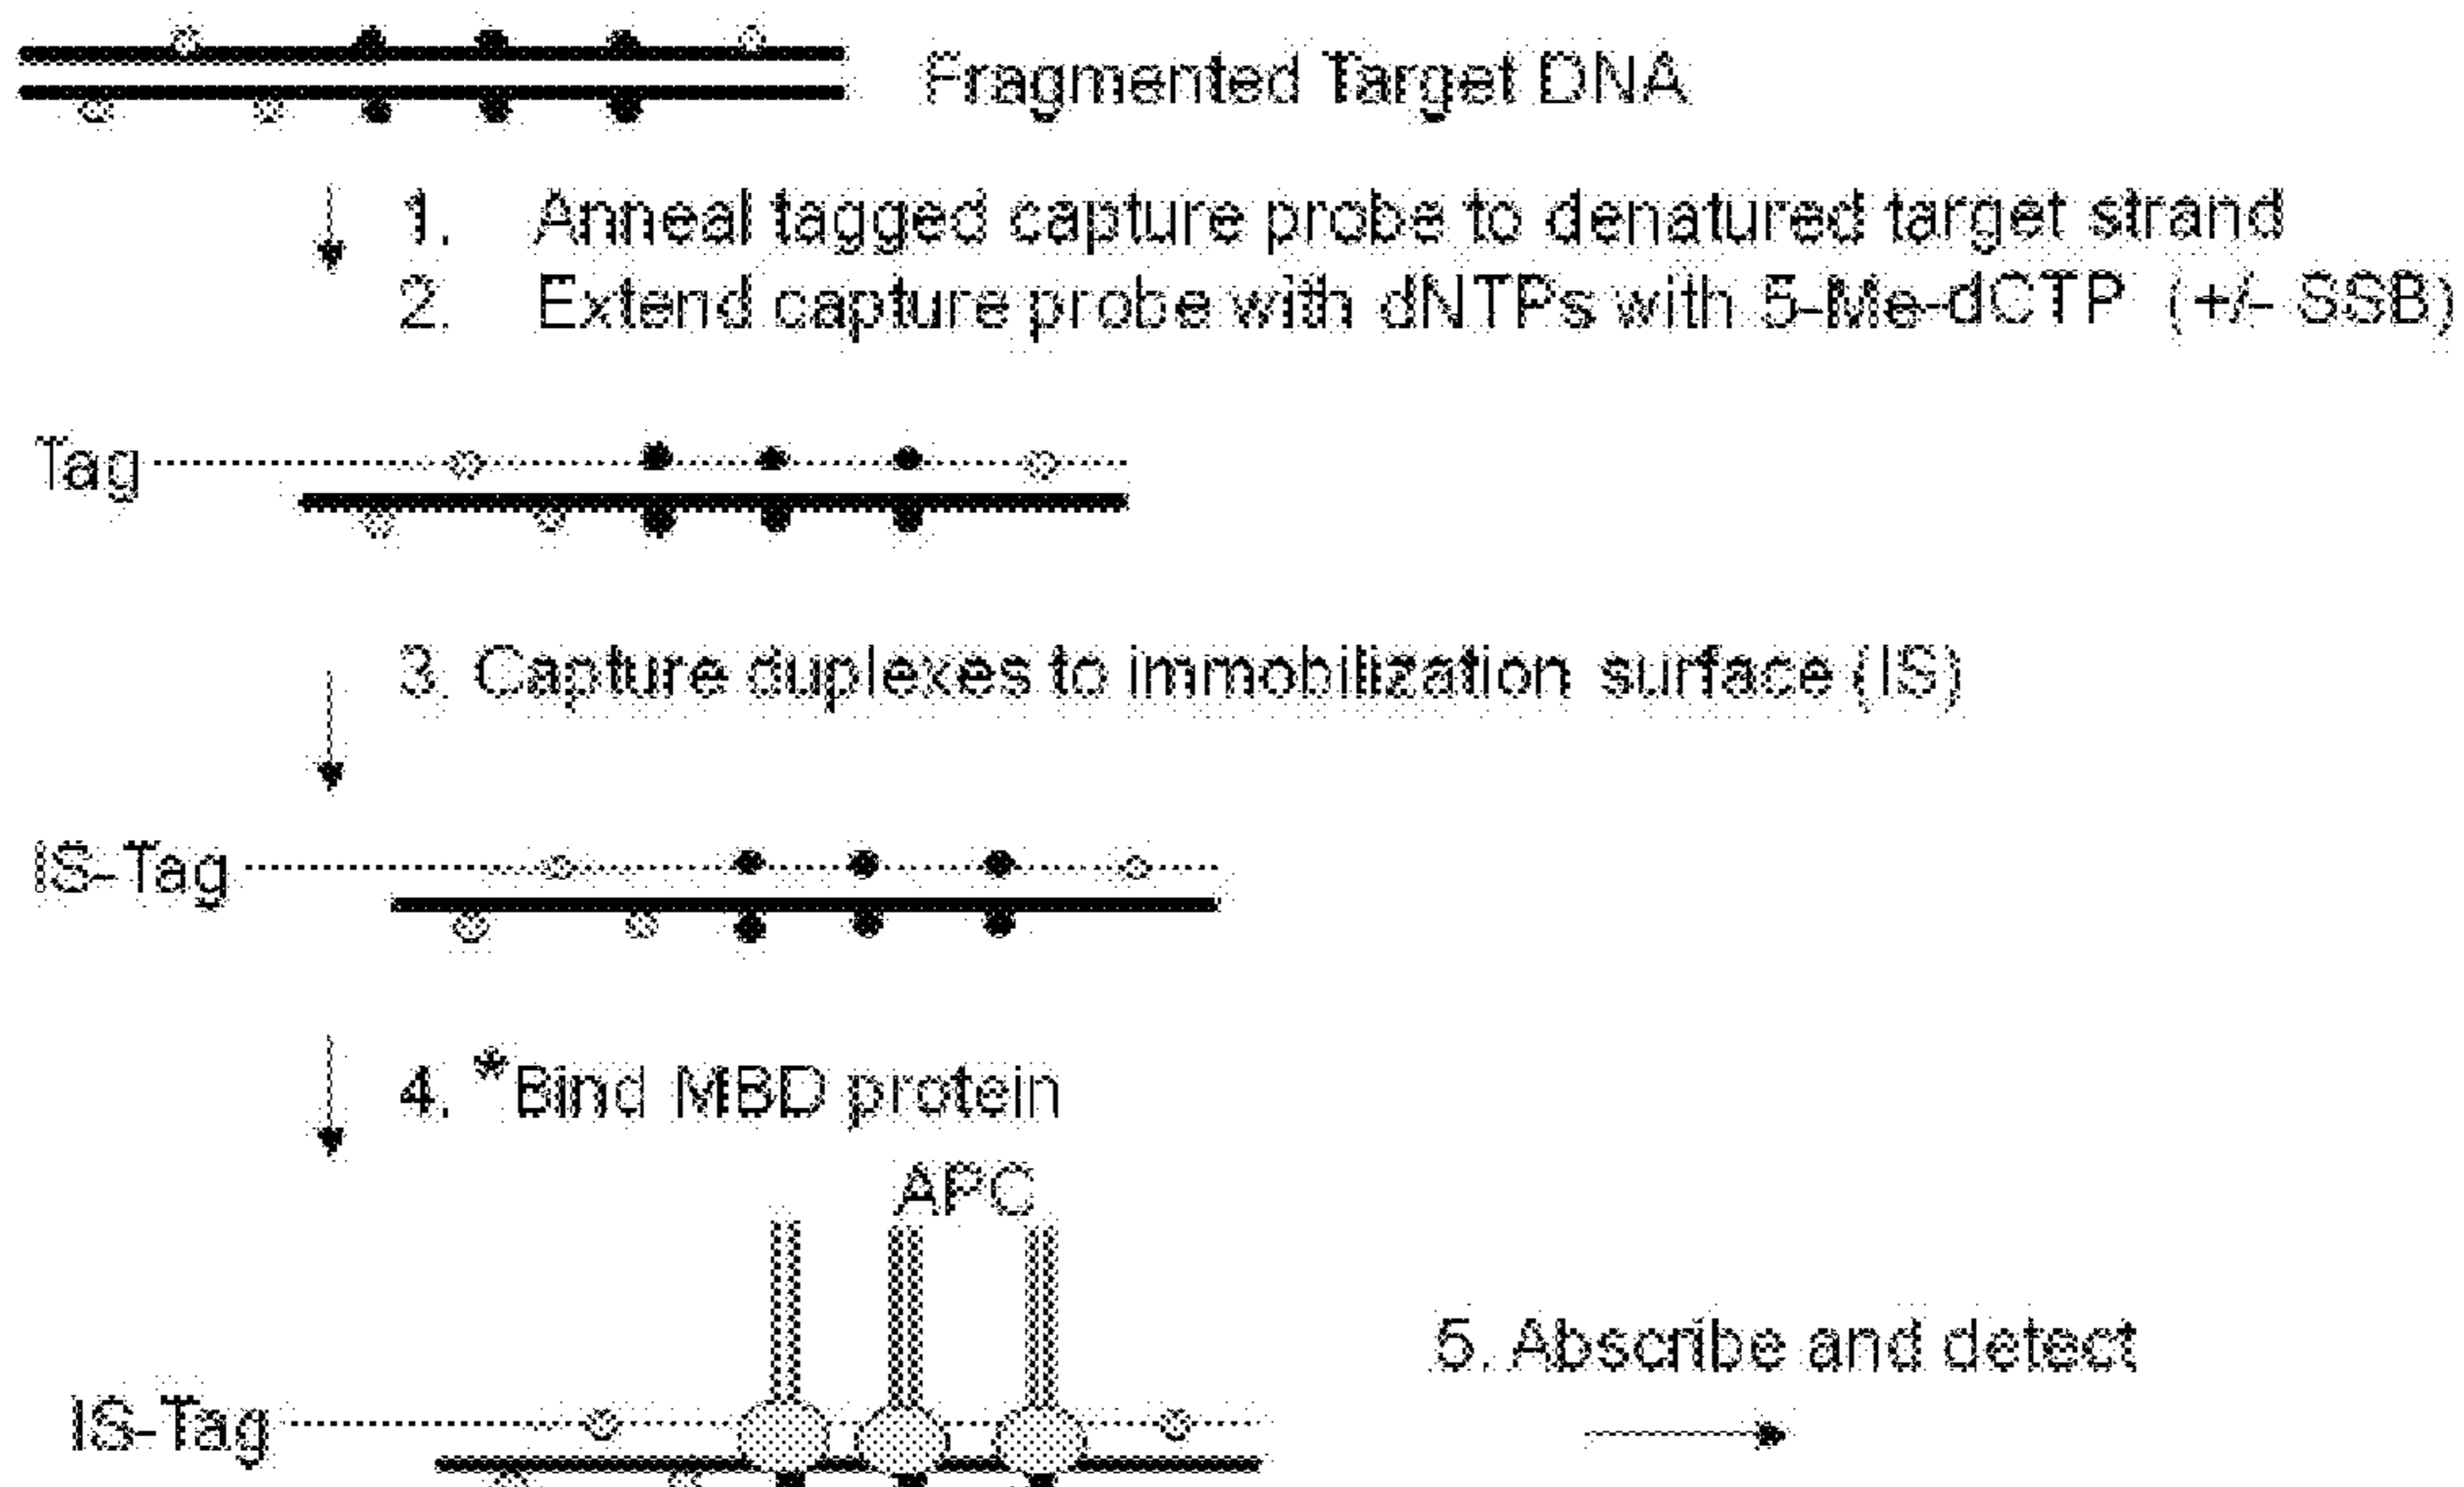 Fragmented Target DNA
1. Anneal tagged capture probe to denatured target strand
2. Extend capture probe with dNTPs with 5-Me-dCTP (+/- SSB)
Tag
3. Capture duplexes to immobilization surface (IS)
IS-Tag
4. *Bind MBD protein
APC
5. Abscribe and detect
IS-Tag